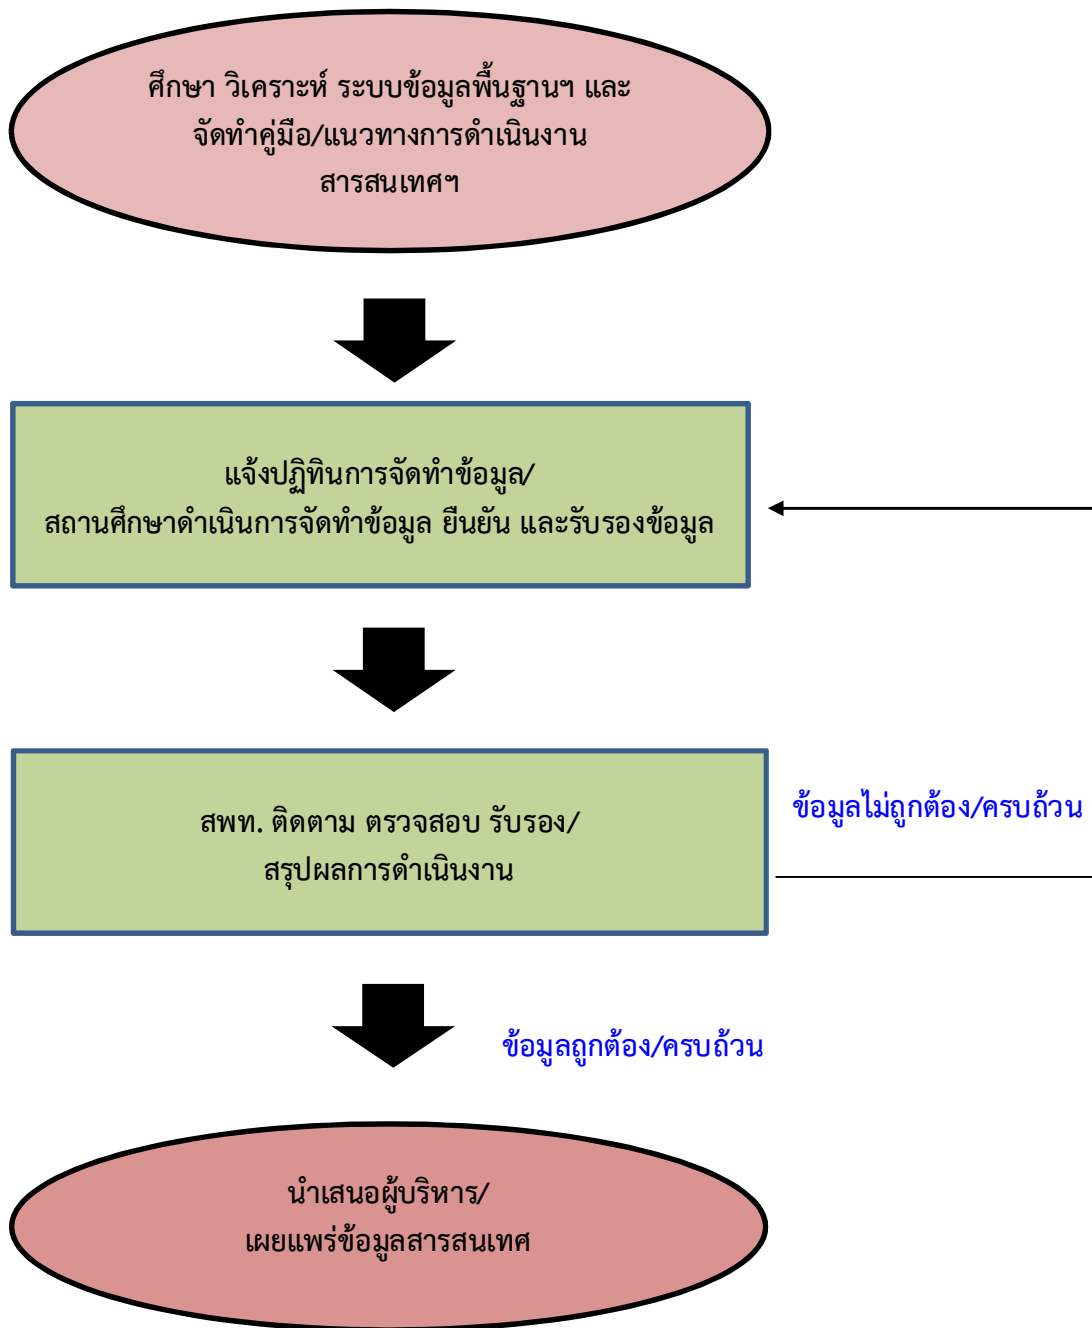 ศึกษา วิเคราะห์ ระบบข้อมูลพื้นฐานฯ และ
จัดทำคู่มือ/แนวทางการดำเนินงาน
สารสนเทศฯ
แจ้งปฏิทินการจัดทำข้อมูล/
สถานศึกษาดำเนินการจัดทำข้อมูล ยืนยัน และรับรองข้อมูล
สพท. ติดตาม ตรวจสอบ รับรอง/
สรุปผลการดำเนินงาน
ข้อมูลไม่ถูกต้อง/ครบถ้วน
ข้อมูลถูกต้อง/ครบถ้วน
นำเสนอผู้บริหาร/
เผยแพร่ข้อมูลสารสนเทศ